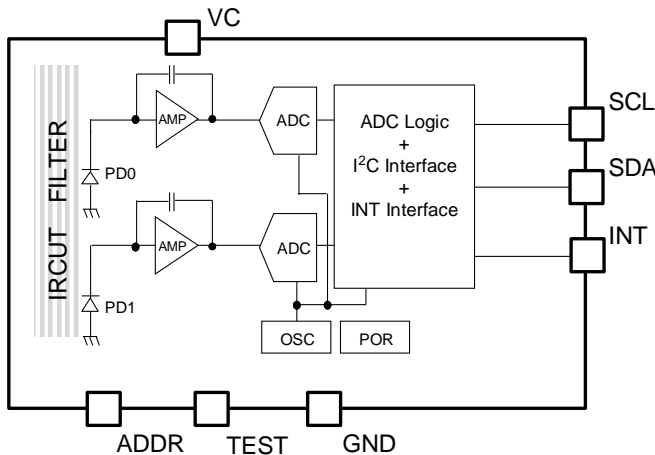 VC
IRCUT FILTER
AMP
ADC
PD0
AMP
ADC
PD1
ADC Logic
+
I²C Interface
+
INT Interface
OSC
POR
SCL
SDA
INT
ADDR
TEST
GND